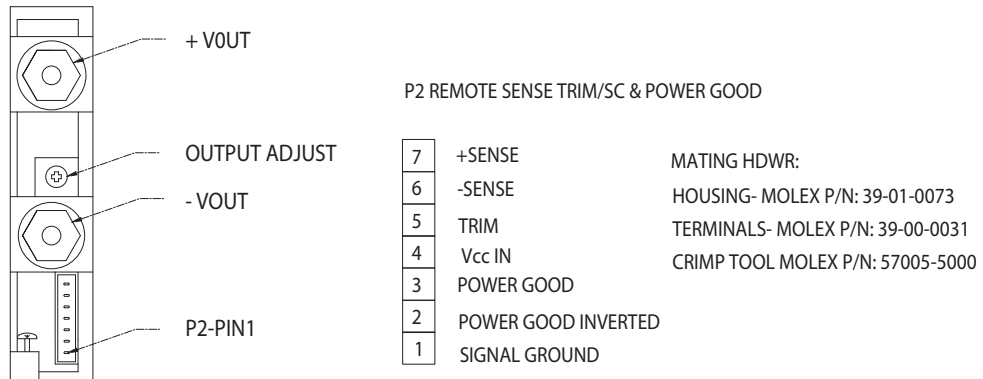 + V0UT
P2 REMOTE SENSE TRIM/SC & POWER GOOD
OUTPUT ADJUST
- VOUT
P2-PIN1
7 +SENSE
6 -SENSE
5 TRIM
4 Vcc IN
3 POWER GOOD
2 POWER GOOD INVERTED
1 SIGNAL GROUND
MATING HDWR:
HOUSING- MOLEX P/N: 39-01-0073
TERMINALS- MOLEX P/N: 39-00-0031
CRIMP TOOL MOLEX P/N: 57005-5000